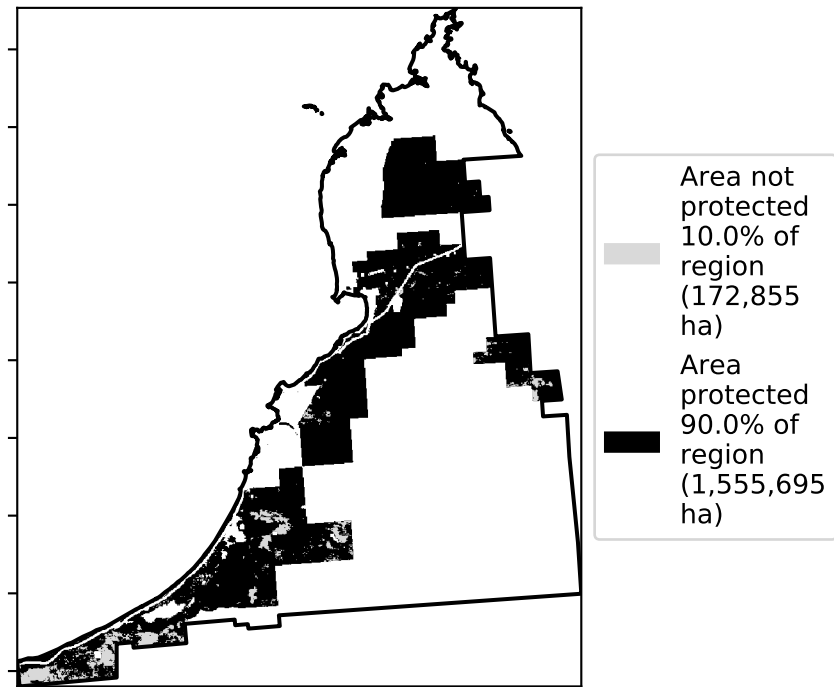 Area not
protected
10.0% of
region
(172,855
ha)
Area
protected
90.0% of
region
(1,555,695
ha)